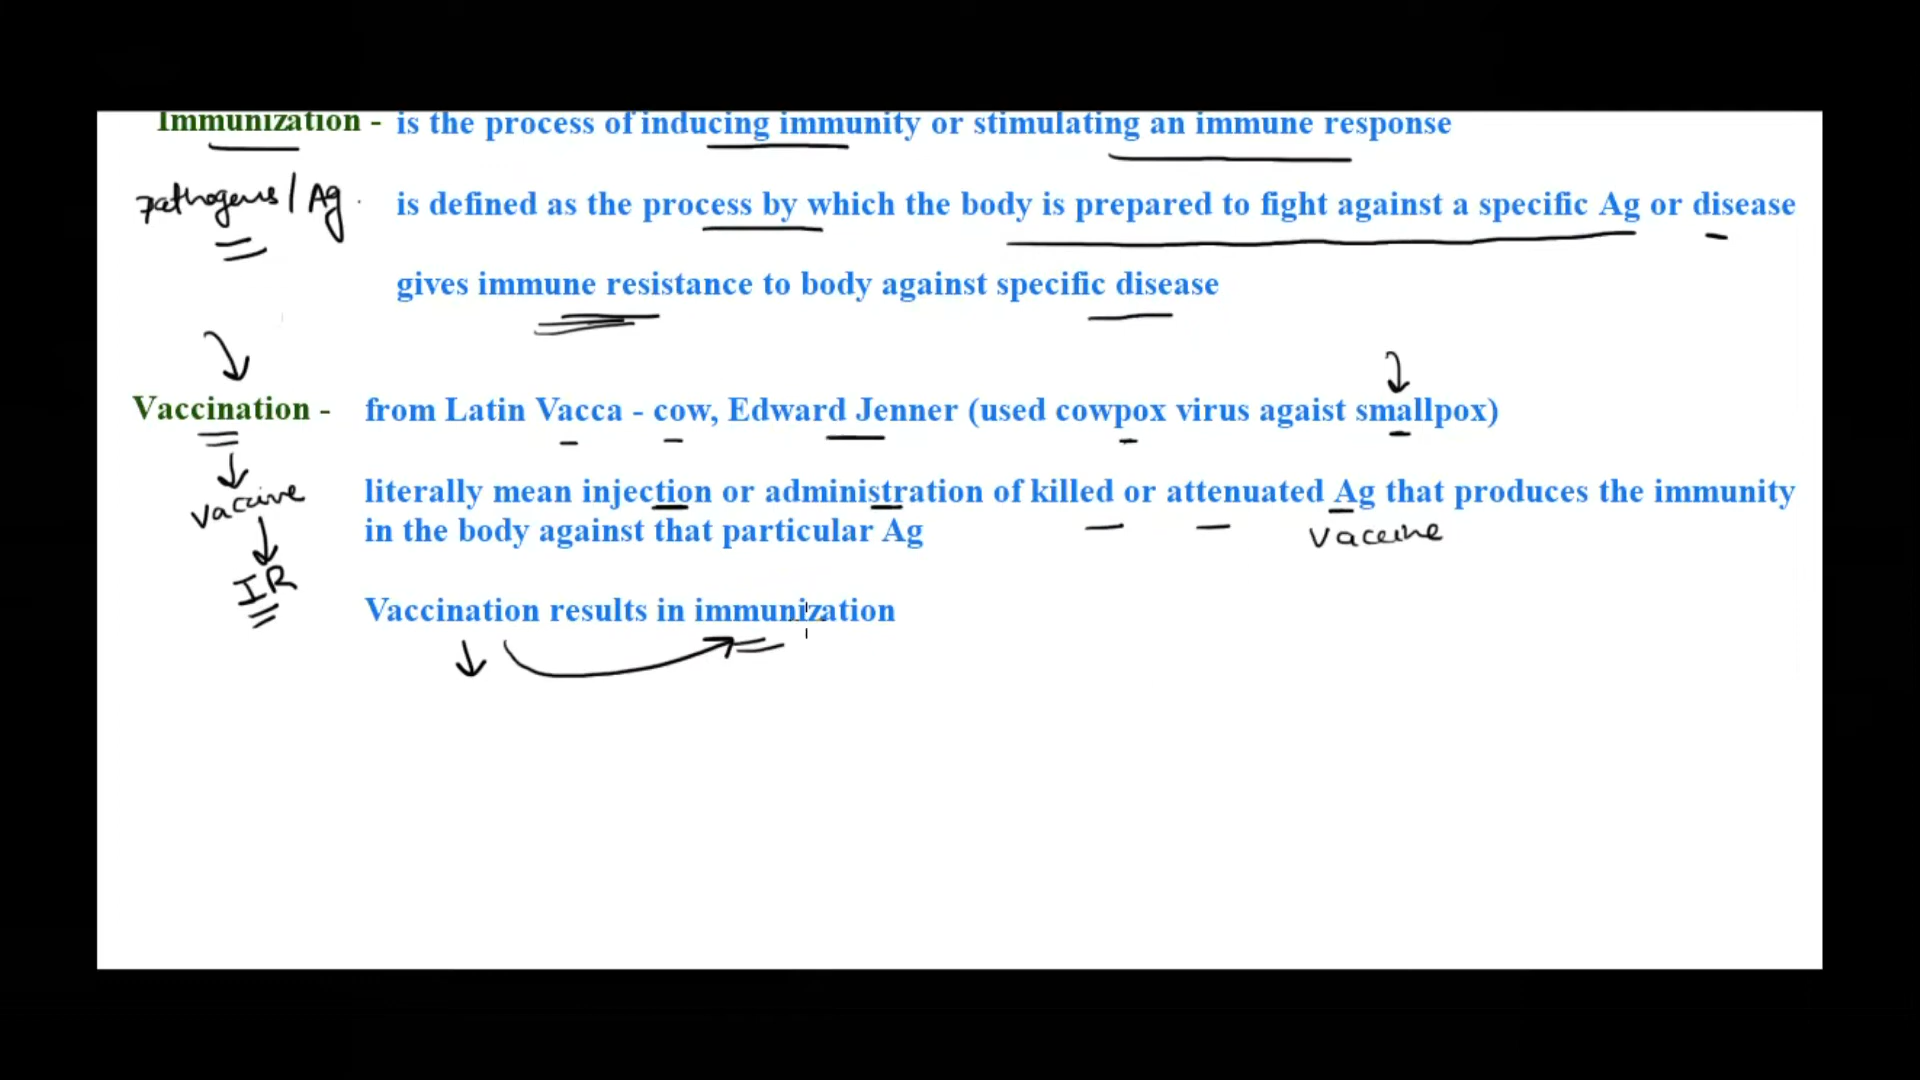 Immunization - is the process of inducing immunity or stimulating an immune response
pathogens / Ag
is defined as the process by which the body is prepared to fight against a specific Ag or disease
gives immune resistance to body against specific disease
Vaccination - from Latin Vacca - cow, Edward Jenner (used cowpox virus agaist smallpox)
vaccine
literally mean injection or administration of killed or attenuated Ag that produces the immunity
in the body against that particular Ag
vaccine
IR
Vaccination results in immunization